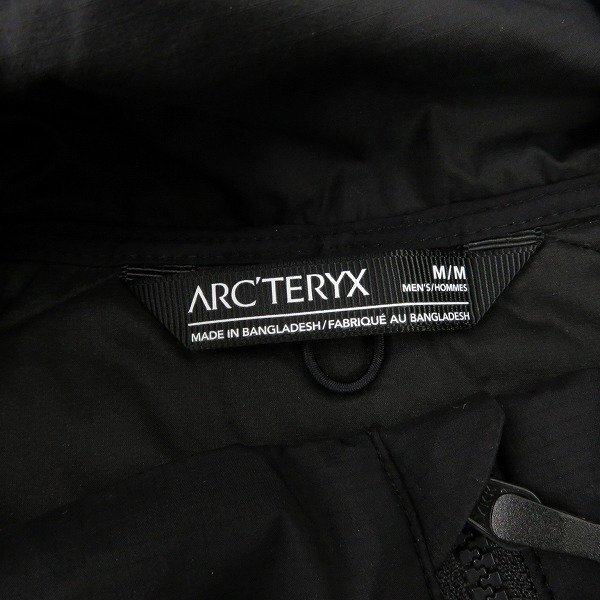 ARC'TERYX
M/M
MEN'S/HOMMES
MADE IN BANGLADESH/FABRIQUÉ AU BANGLADESH